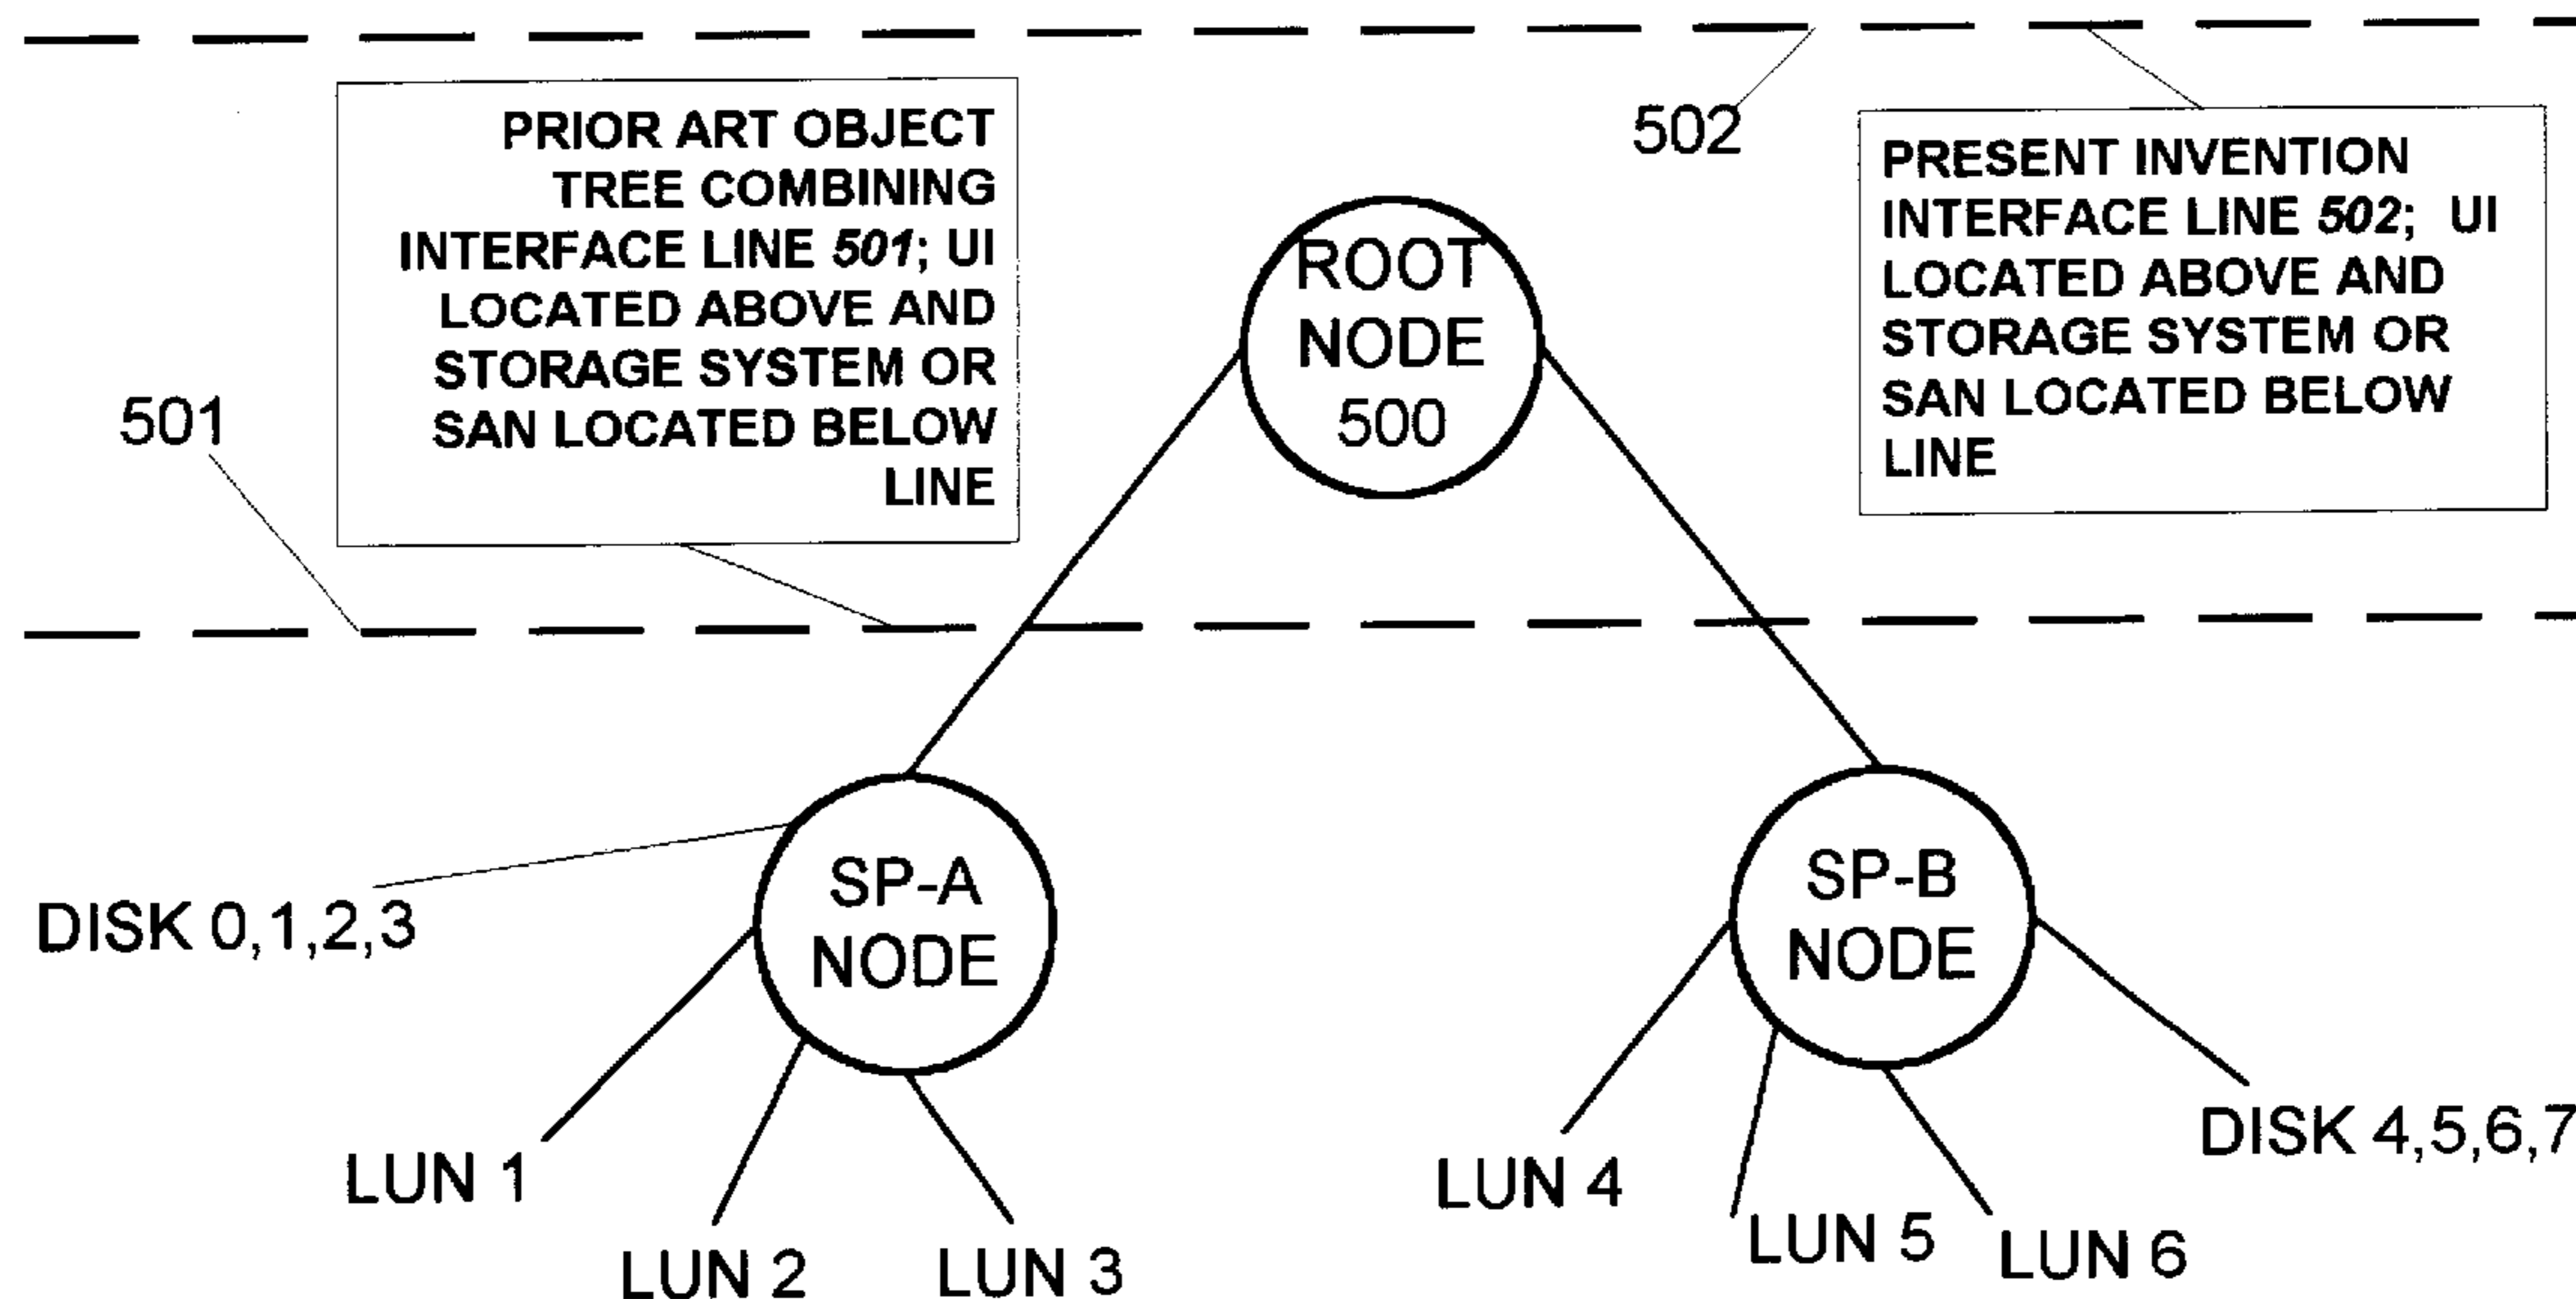 PRIOR ART OBJECT
TREE COMBINING
INTERFACE LINE 501; UI
LOCATED ABOVE AND
STORAGE SYSTEM OR
SAN LOCATED BELOW
LINE
502
PRESENT INVENTION
INTERFACE LINE 502; UI
LOCATED ABOVE AND
STORAGE SYSTEM OR
SAN LOCATED BELOW
LINE
ROOT
NODE
500
501
SP-A
NODE
SP-B
NODE
DISK 0,1,2,3
LUN 1
LUN 2
LUN 3
LUN 4
LUN 5
LUN 6
DISK 4,5,6,7